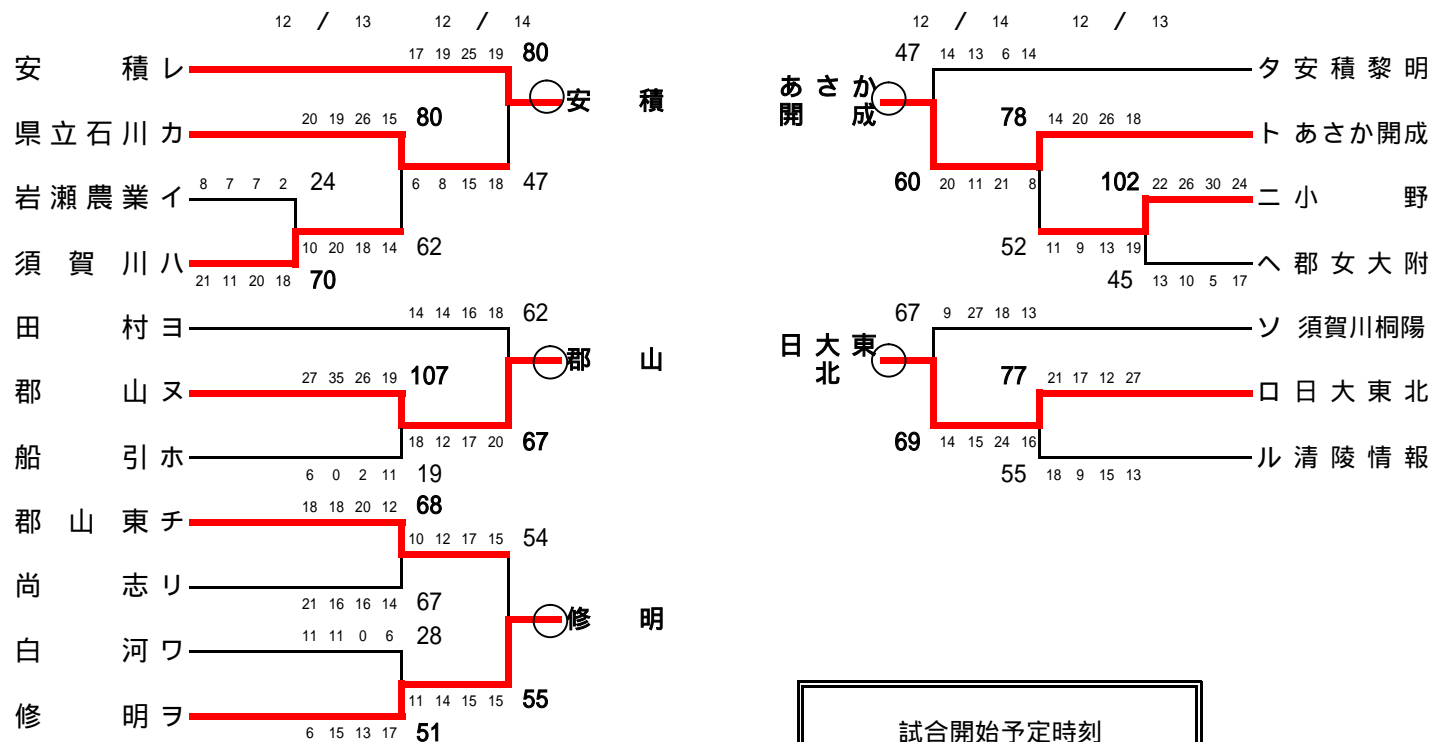 12 / 13 12 / 14
17 19 25 19 80
安 積 レ
安 積
20 19 26 15 80
県立石川 カ
6 8 15 18 47
8 7 7 2 24
岩瀬農業 イ
10 20 18 14 62
須賀川 ハ
21 11 20 18 70
14 14 16 18 62
田 村 ヨ
郡 山
27 35 26 19 107
郡 山 ヌ
18 12 17 20 67
船 引 ホ
6 0 2 11 19
18 18 20 12 68
郡山東 チ
10 12 17 15 54
尚 志 リ
21 16 16 14 67
修 明
11 11 0 6 28
白 河 ワ
11 14 15 15 55
修 明 ヲ
6 15 13 17 51
12 / 14 12 / 13
47 14 13 6 14
タ 安積黎明
あさか
開 成
78 14 20 26 18
ト あさか開成
60 20 11 21 8
102 22 26 30 24
ニ 小 野
52 11 9 13 19
ヘ 郡女大附
45 13 10 5 17
67 9 27 18 13
ソ 須賀川桐陽
日大東
北
77 21 17 12 27
ロ 日大東北
69 14 15 24 16
ル 清陵情報
55 18 9 15 13
試合開始予定時刻